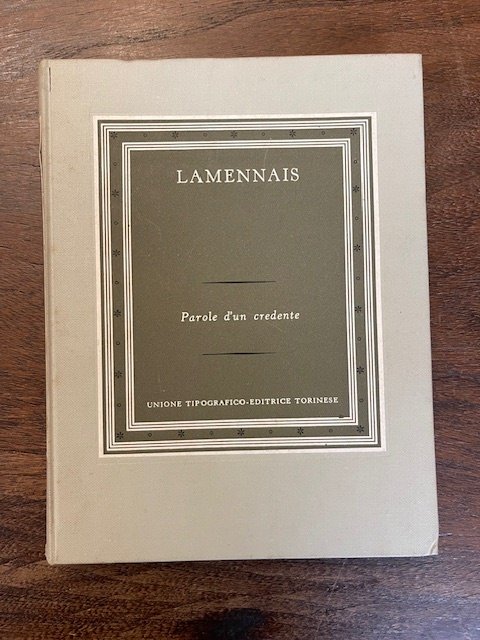 LAMENNAIS
Parole d'un credente
UNIONE TIPOGRAFICO-EDITRICE TORINESE